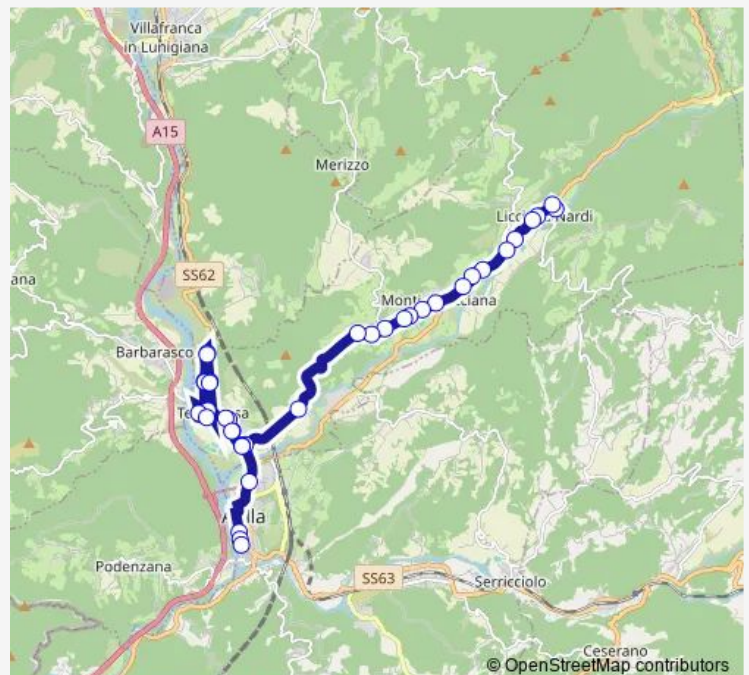 Villafranca
in Lunigiana
A15
Merizzo
SS62
Barbarasco
Podenzana
SS63
Serricciolo
Ceserano
© OpenStreetMap contributors